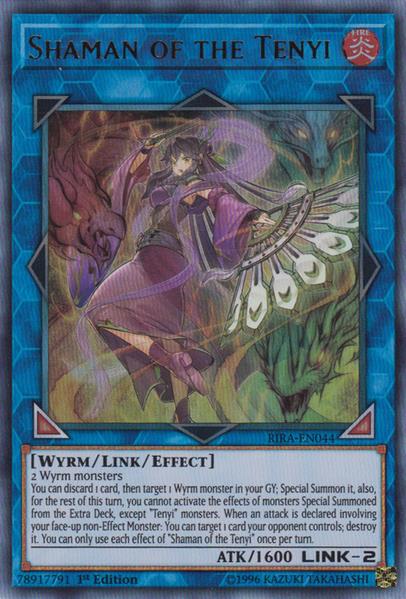 SHAMAN OF THE TENYI
FIRE
炎
RIRA-EN044
[WYRM/LINK/EFFECT]
2 Wyrm monsters
You can discard 1 card, then target 1 Wyrm monster in your GY; Special Summon it, also,
for the rest of this turn, you cannot activate the effects of monsters Special Summoned
from the Extra Deck, except "Tenyi" monsters. When an attack is declared involving
your face-up non-Effect Monster: You can target 1 card your opponent controls; destroy
it. You can only use each effect of "Shaman of the Tenyi" once per turn.
ATK/1600 LINK-2
78917791 1st Edition ©1996 KAZUKI TAKAHASHI